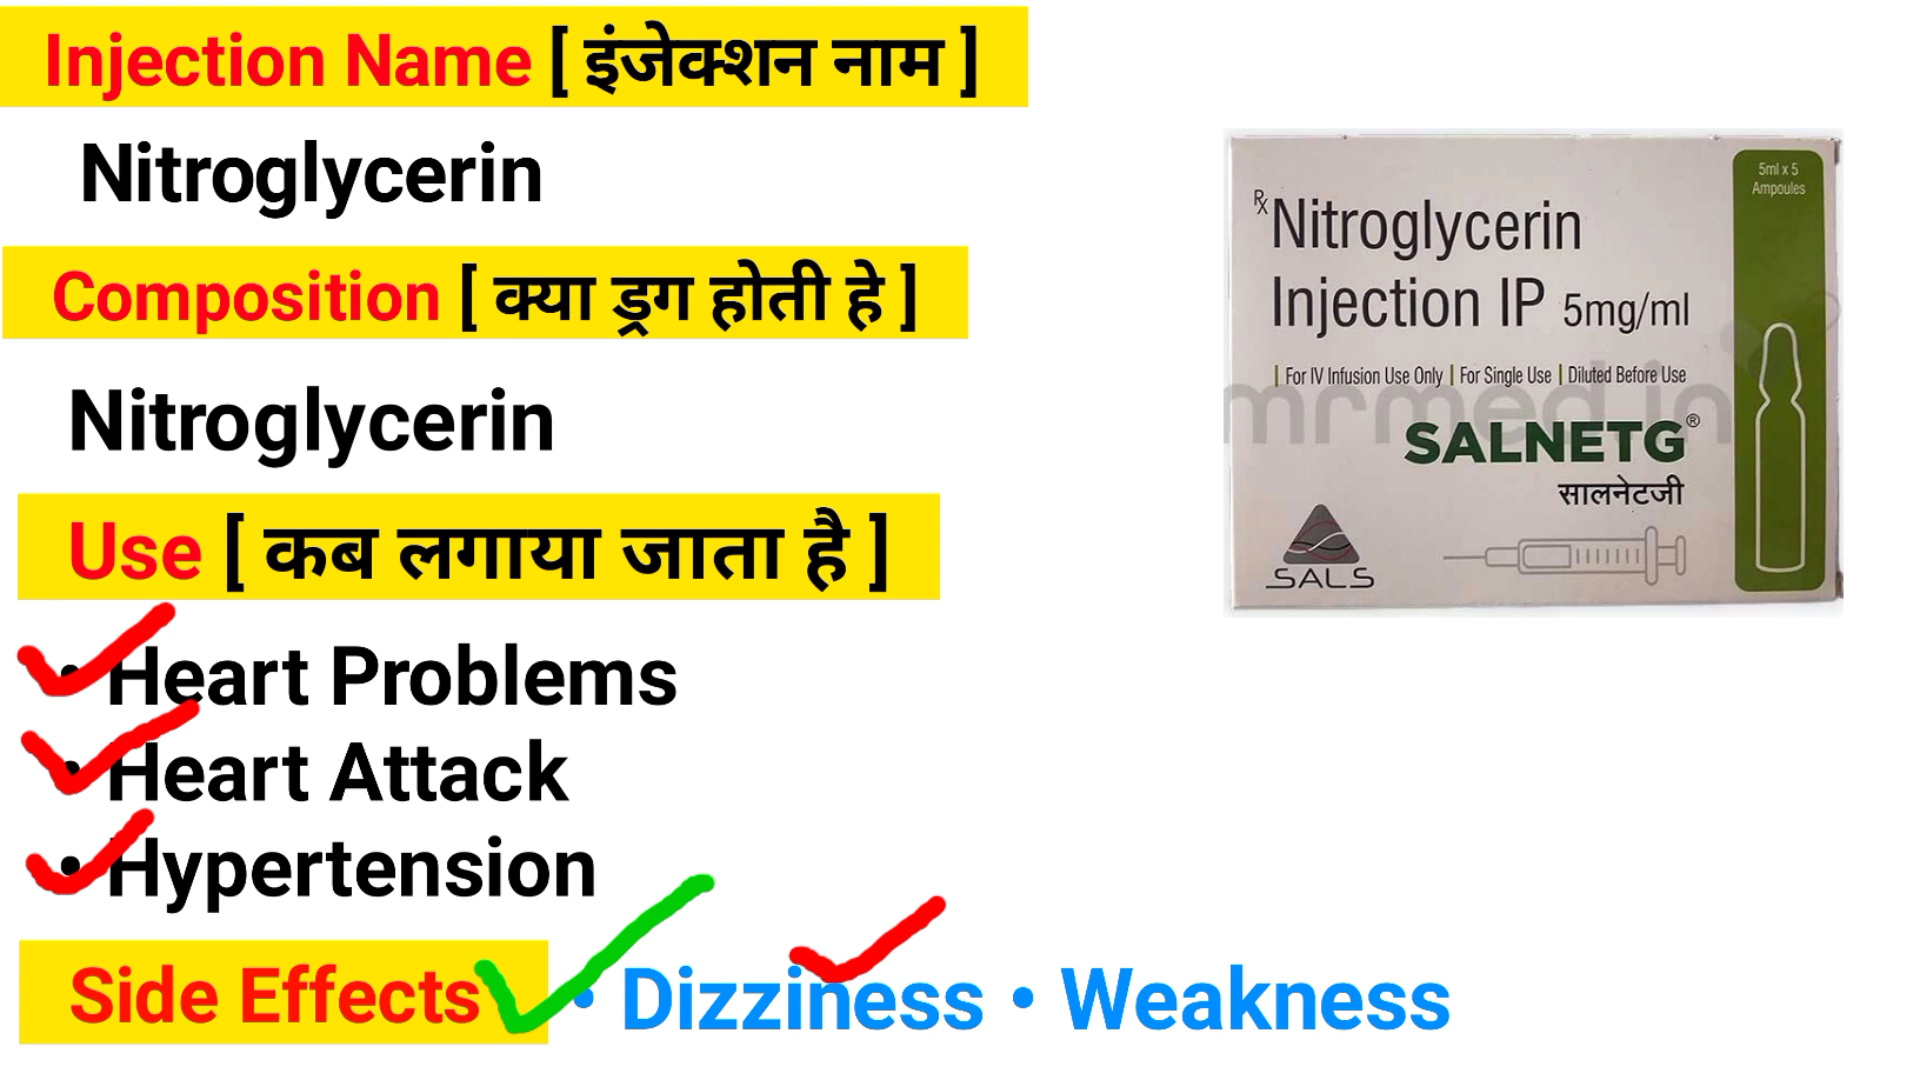 Injection Name [ इंजेक्शन नाम ]
Nitroglycerin
Composition [ क्या ड्रग होती हे ]
Nitroglycerin
Use [ कब लगाया जाता है ]
• Heart Problems
• Heart Attack
• Hypertension
Side Effects • Dizziness • Weakness
5ml x 5
Ampoules
Rx Nitroglycerin
Injection IP 5mg/ml
For IV Infusion Use Only | For Single Use | Diluted Before Use
mrmed.in
SALNETG®
सालनेटजी
SALS